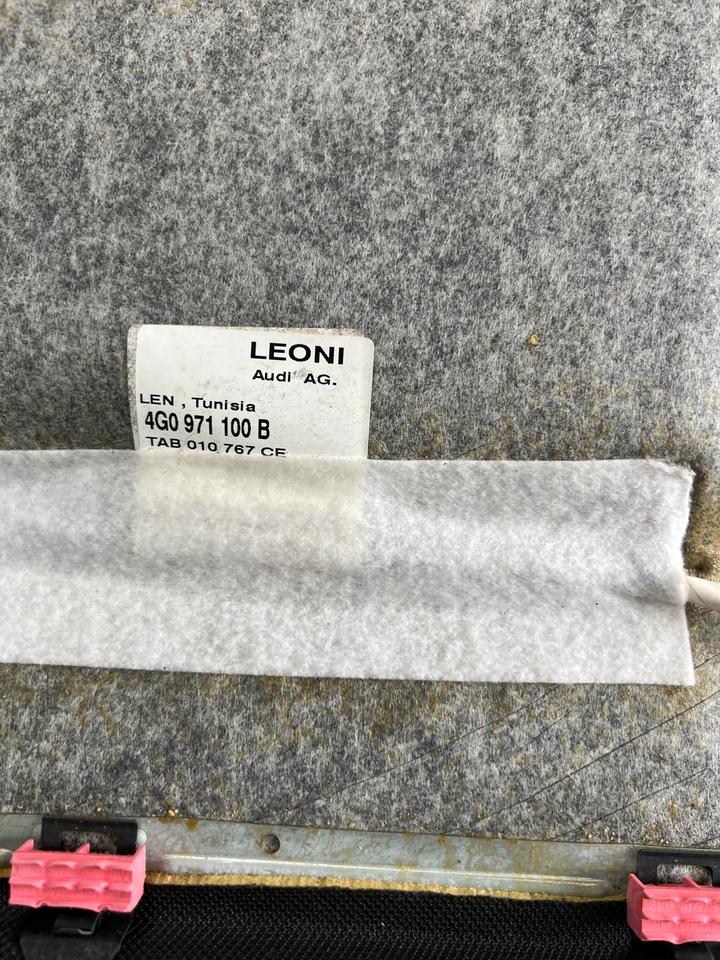 LEONI
Audi AG.
LEN , Tunisia
4G0 971 100 B
TAB 010 767 CE